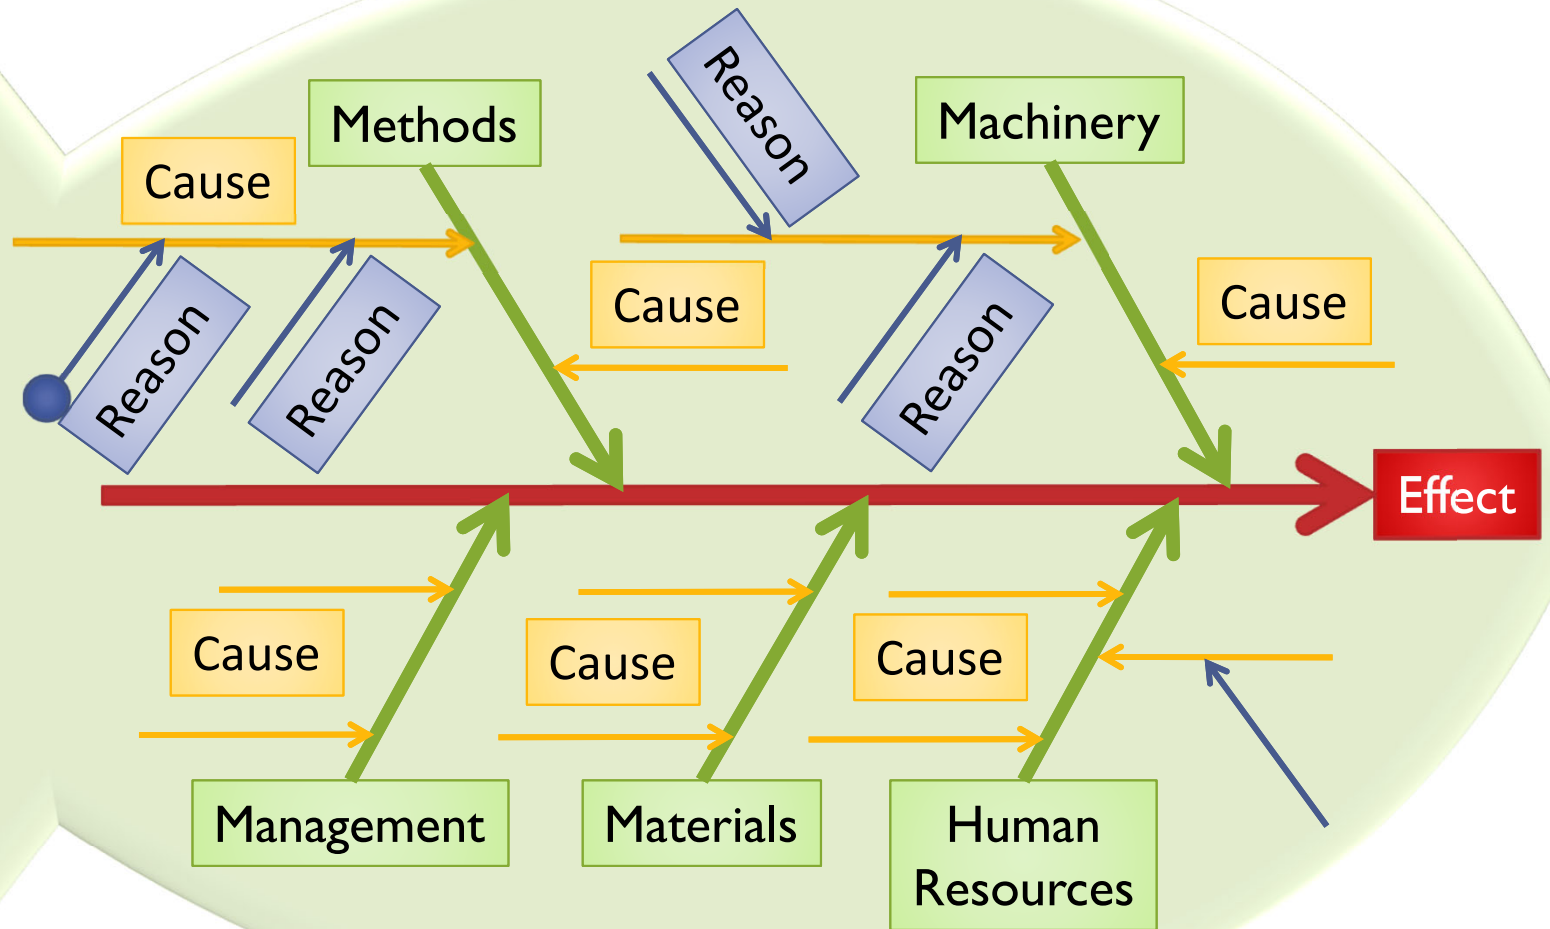 Methods
Reason
Machinery
Cause
Cause
Cause
Reason
Reason
Reason
Effect
Cause
Cause
Cause
Management
Materials
Human
Resources